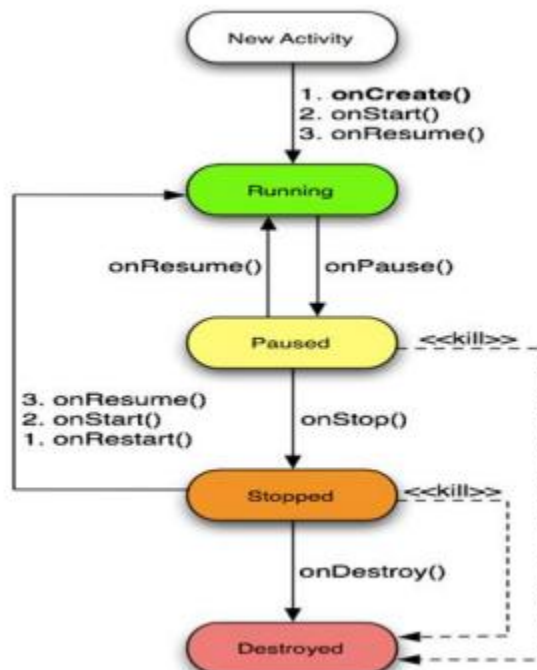 New Activity
1. onCreate()
2. onStart()
3. onResume()
Running
onResume()
onPause()
Paused
<<kill>>
3. onResume()
2. onStart()
1. onRestart()
onStop()
Stopped
<<kill>>
onDestroy()
Destroyed